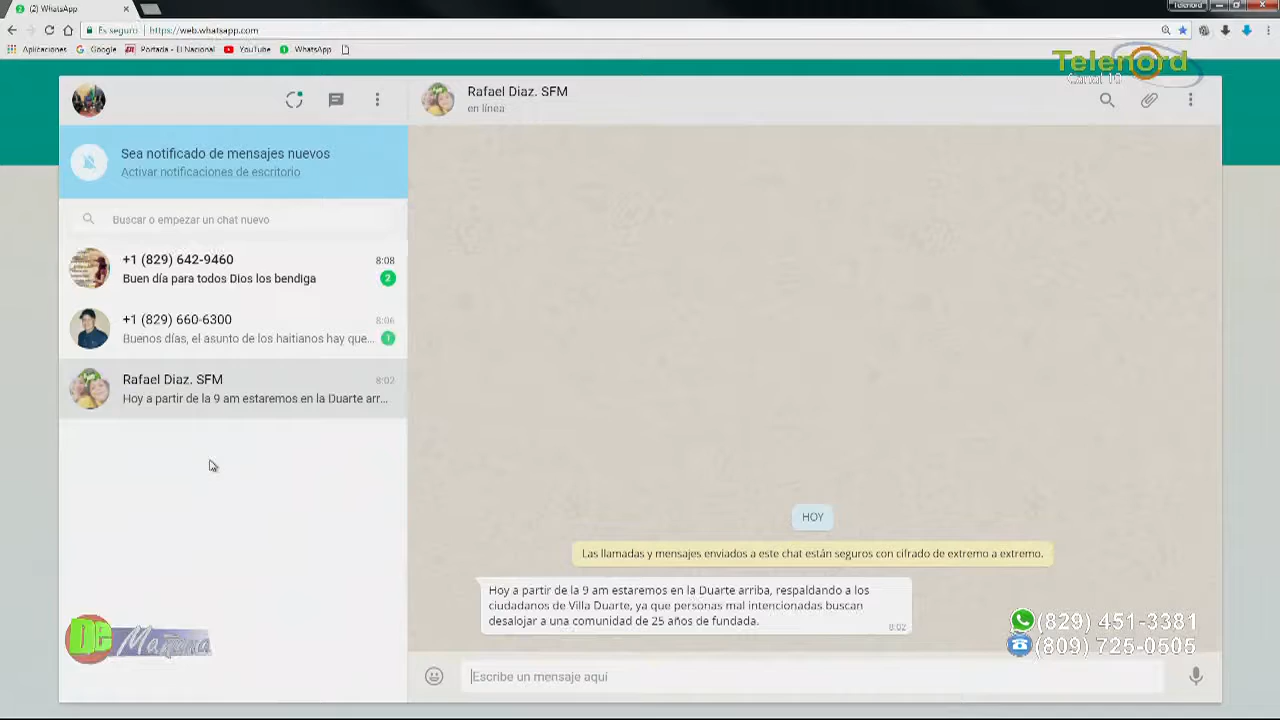 (2) WhatsApp
Telenord
Es seguro
https://web.whatsapp.com
Aplicaciones
Google
Portada - El Nacional
YouTube
WhatsApp
Telenord
Canal 10
Rafael Diaz. SFM
en línea
Sea notificado de mensajes nuevos
Activar notificaciones de escritorio
Buscar o empezar un chat nuevo
+1 (829) 642-9460 8:08
Buen día para todos Dios los bendiga 2
+1 (829) 660-6300 8:06
Buenos días, el asunto de los haitianos hay que... 1
Rafael Diaz. SFM 8:02
Hoy a partir de la 9 am estaremos en la Duarte arr...
HOY
Las llamadas y mensajes enviados a este chat están seguros con cifrado de extremo a extremo.
Hoy a partir de la 9 am estaremos en la Duarte arriba, respaldando a los
ciudadanos de Villa Duarte, ya que personas mal intencionadas buscan
desalojar a una comunidad de 25 años de fundada.
8:02
De Mañana
(829) 451-3381
(809) 725-0505
Escribe un mensaje aquí